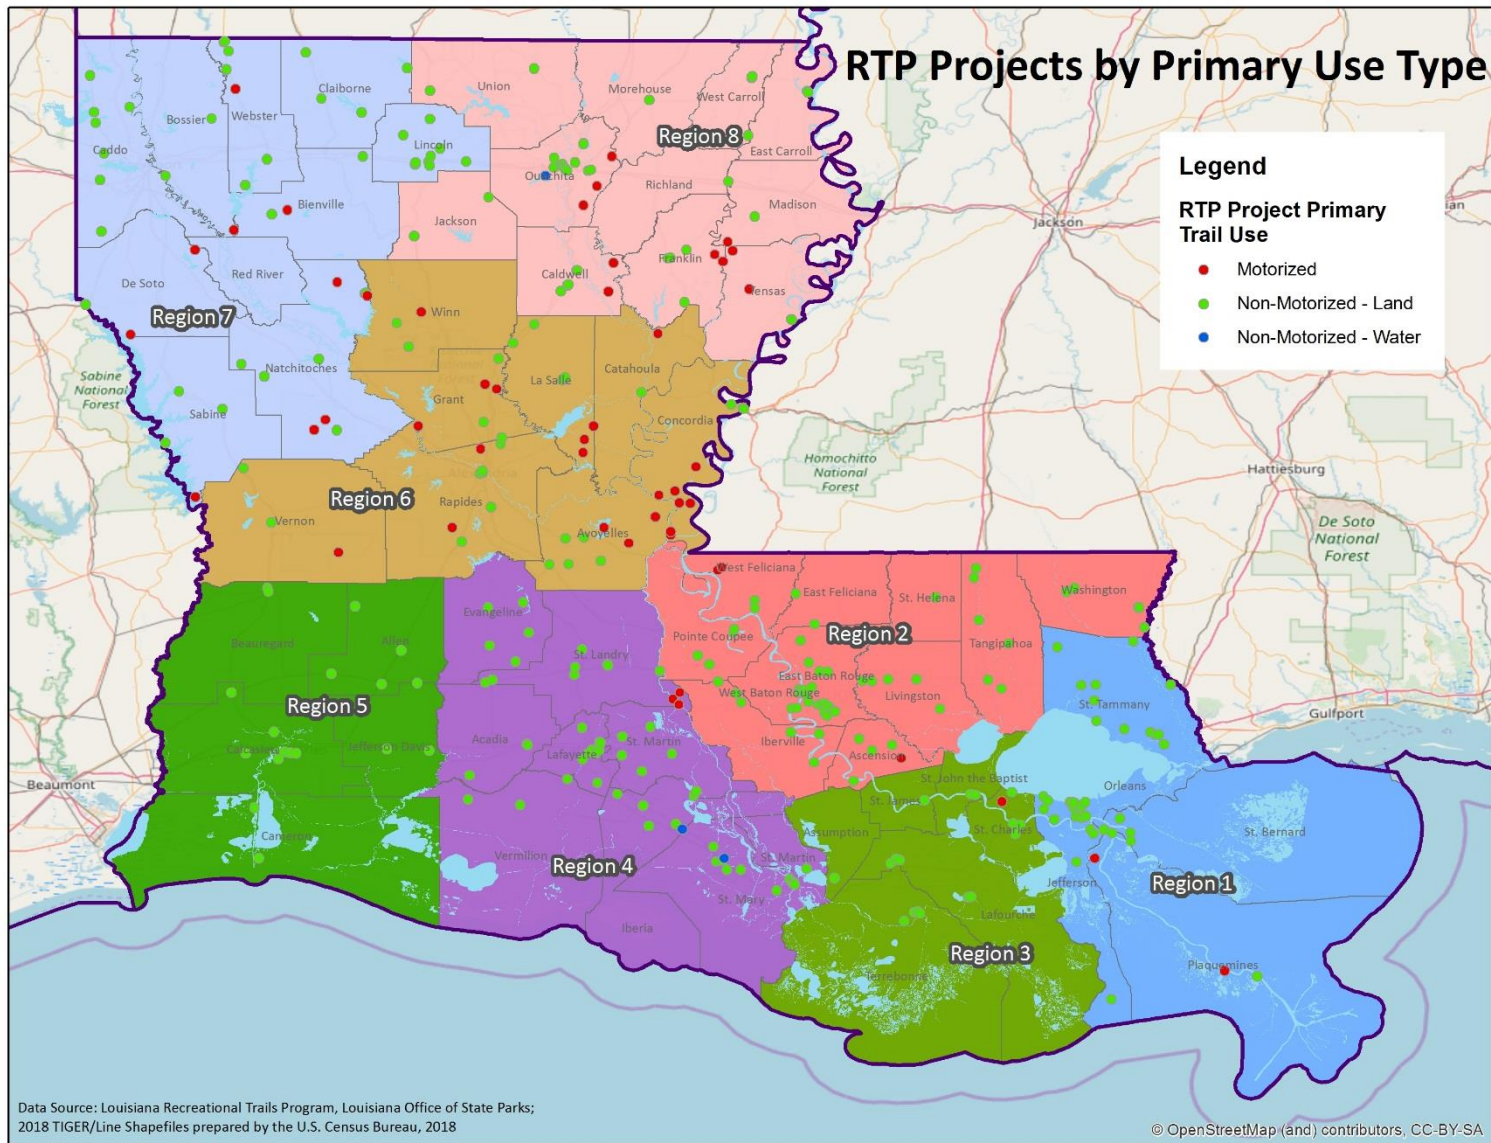 RTP Projects by Primary Use Type
Legend
RTP Project Primary
Trail Use
Motorized
Non-Motorized - Land
Non-Motorized - Water
Union
Morehouse
West Carroll
Claiborne
Webster
Bossier
Lincoln
Region 8
East Carroll
Caddo
Ouachita
Richland
Madison
Bienville
Jackson
Jackson
Franklin
Caldwell
Tensas
Red River
De Soto
Region 7
Winn
Natchitoches
La Salle
Catahoula
Sabine
National
Forest
Grant
Sabine
Concordia
Homochitto
National
Forest
Hattiesburg
Region 6
Rapides
Vernon
Avoyelles
De Soto
National
Forest
West Feliciana
East Feliciana
St. Helena
Washington
Evangeline
Pointe Coupee
Region 2
Tangipahoa
Beauregard
Allen
St. Landry
East Baton Rouge
West Baton Rouge
Livingston
Region 5
St. Tammany
Gulfport
Acadia
St. Martin
Iberville
Calcasieu
Jefferson Davis
Lafayette
Ascension
Beaumont
St. John the Baptist
Orleans
St. James
Cameron
Assumption
St. Charles
St. Bernard
Vermilion
Region 4
St. Martin
Jefferson
Region 1
St. Mary
Iberia
Lafourche
Region 3
Terrebonne
Plaquemines
Data Source: Louisiana Recreational Trails Program, Louisiana Office of State Parks;
2018 TIGER/Line Shapefiles prepared by the U.S. Census Bureau, 2018
© OpenStreetMap (and) contributors, CC-BY-SA